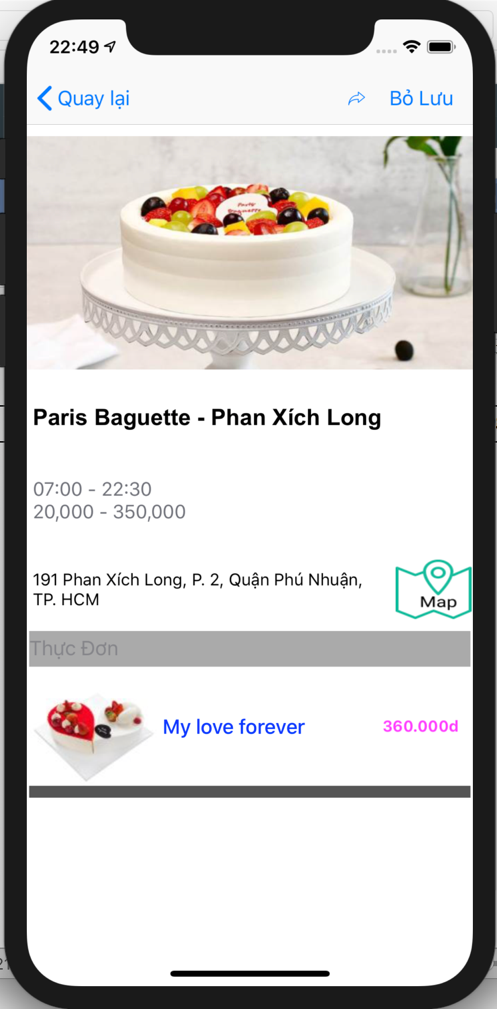 22:49
Quay lại
Bỏ Lưu
Paris Baguette - Phan Xích Long
07:00 - 22:30
20,000 - 350,000
191 Phan Xích Long, P. 2, Quận Phú Nhuận,
TP. HCM
Map
Thực Đơn
My love forever
360.000d